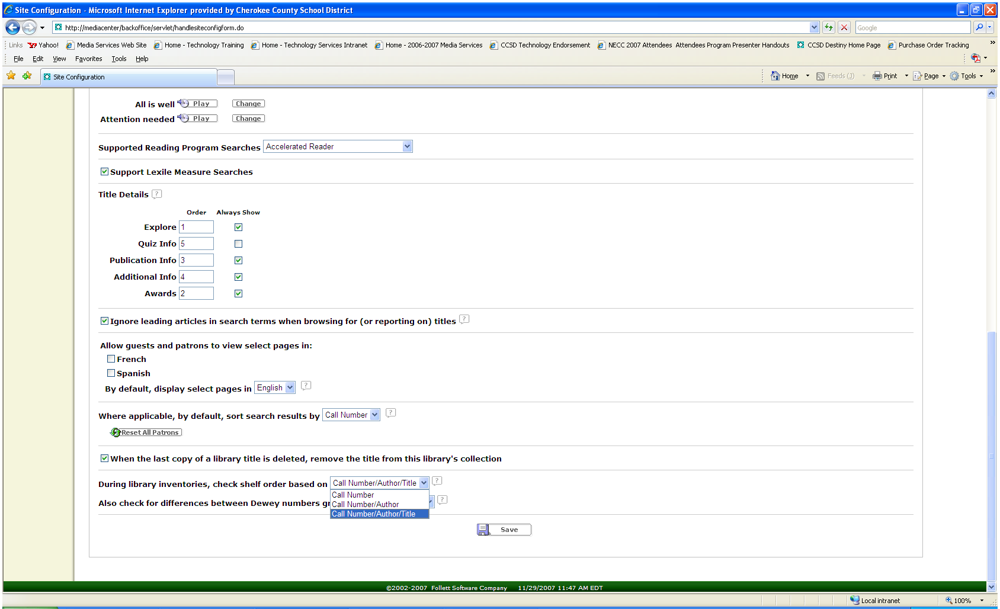 Site Configuration - Microsoft Internet Explorer provided by Cherokee County School District
http://mediacenter/backoffice/servlet/handlesiteconfigform.do
Google
Links Yahoo! Media Services Web Site Home - Technology Training Home - Technology Services Intranet Home - 2006-2007 Media Services CCSD Technology Endorsement NECC 2007 Attendees Attendees Program Presenter Handouts CCSD Destiny Home Page Purchase Order Tracking »
File Edit View Favorites Tools Help
Site Configuration
Home Feeds (J) Print Page Tools »
All is well Play Change
Attention needed Play Change
Supported Reading Program Searches Accelerated Reader
Support Lexile Measure Searches
Title Details ?
Order Always Show
Explore 1
Quiz Info 5
Publication Info 3
Additional Info 4
Awards 2
Ignore leading articles in search terms when browsing for (or reporting on) titles ?
Allow guests and patrons to view select pages in:
French
Spanish
By default, display select pages in English ?
Where applicable, by default, sort search results by Call Number ?
Reset All Patrons
When the last copy of a library title is deleted, remove the title from this library's collection
During library inventories, check shelf order based on Call Number/Author/Title ?
Call Number
Also check for differences between Dewey numbers gr Call Number/Author ?
Call Number/Author/Title
Save
©2002-2007 Follett Software Company 11/29/2007 11:47 AM EDT
Local intranet 100%